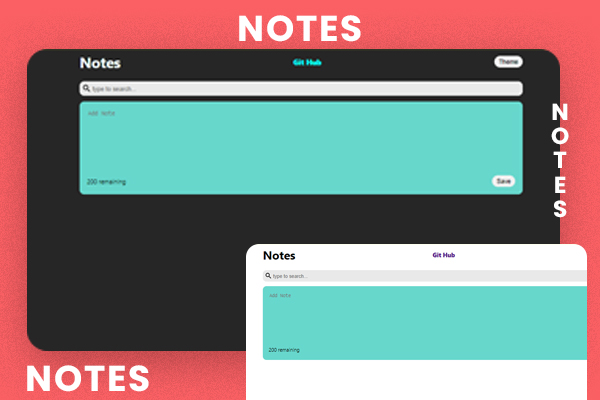 NOTES
Notes
Git Hub
Theme
type to search...
Add note
200 remaining
Save
NOTES
Notes
Git Hub
type to search...
Add note
200 remaining
NOTES